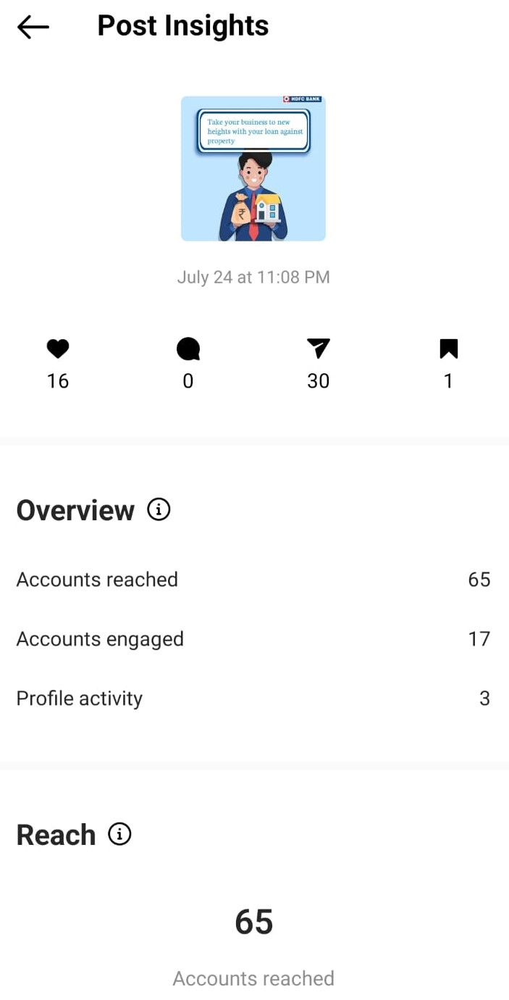 Post Insights
HDFC BANK
Take your business to new
heights with your loan against
property
₹
July 24 at 11:08 PM
16 0 30 1
Overview
Accounts reached 65
Accounts engaged 17
Profile activity 3
Reach
65
Accounts reached